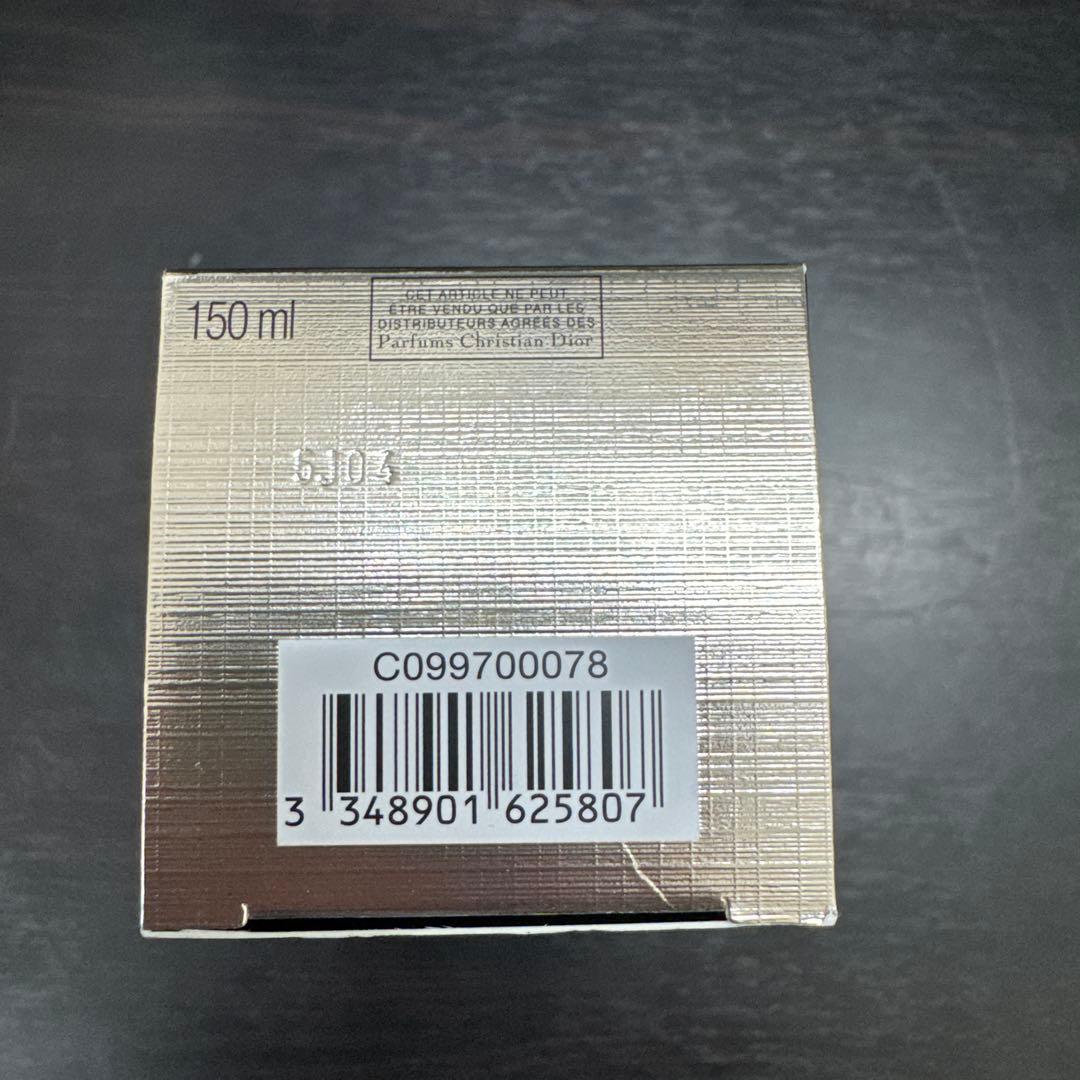 150 ml
CET ARTICLE NE PEUT
ÊTRE VENDU QUE PAR LES
DISTRIBUTEURS AGRÉÉS DES
Parfums Christian Dior
6J04
C099700078
3 348901 625807